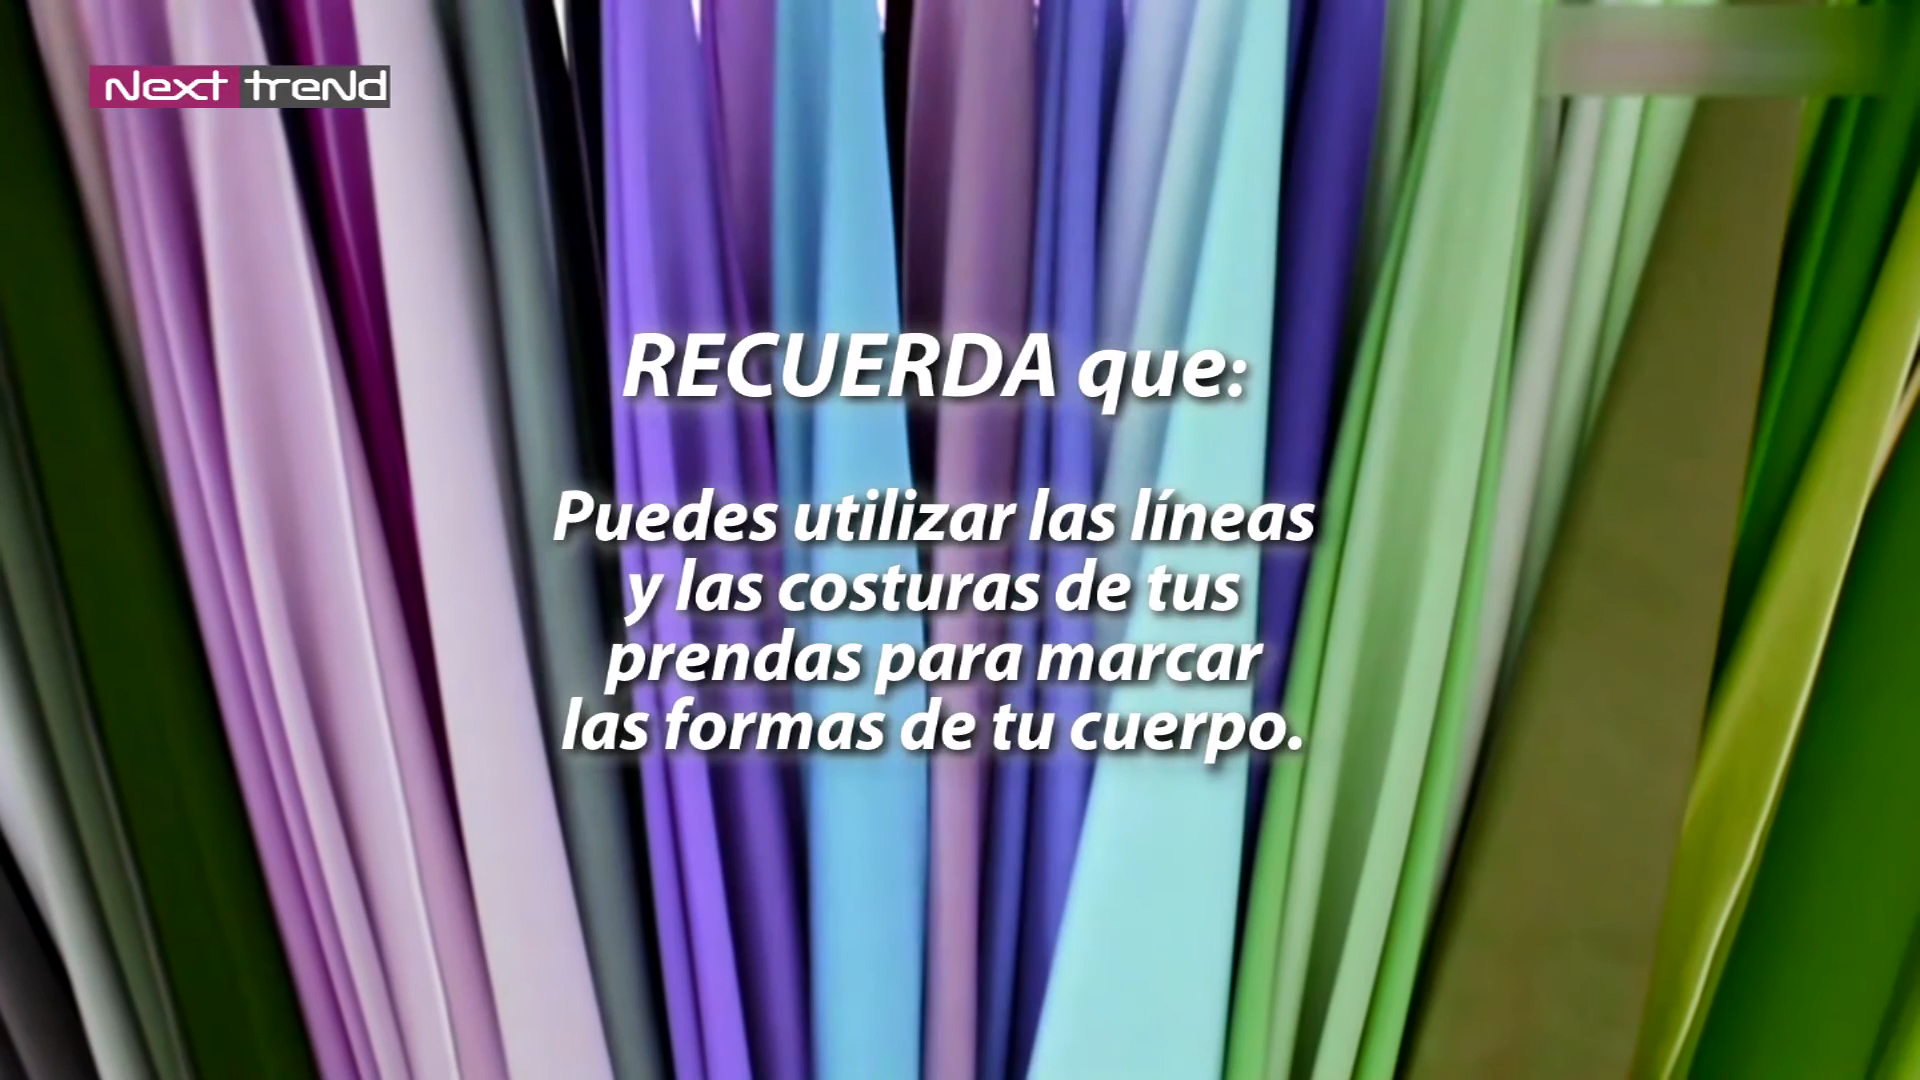 Next trend
RECUERDA que:
Puedes utilizar las líneas
y las costuras de tus
prendas para marcar
las formas de tu cuerpo.